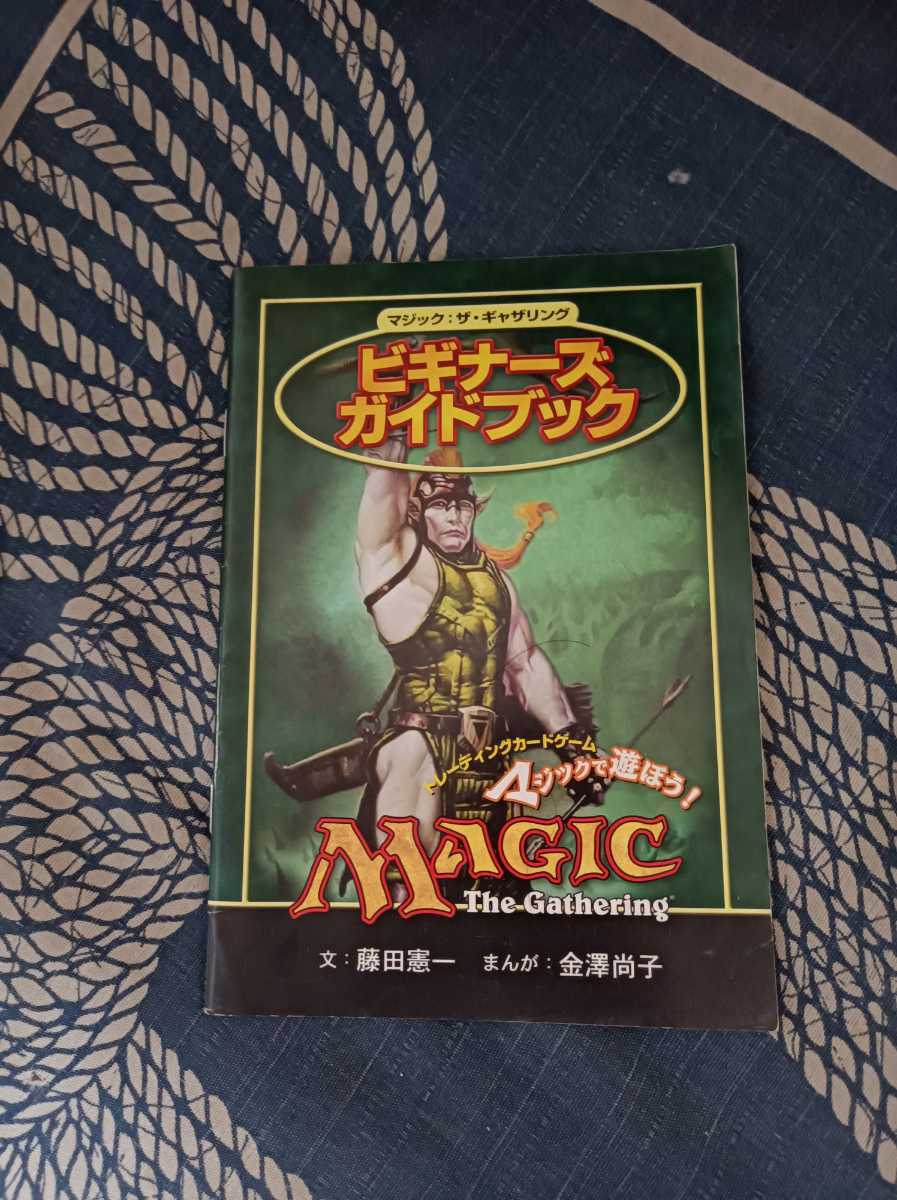 マジック：ザ・ギャザリング
ビギナーズ
ガイドブック
トレーディングカードゲーム
マジックで遊ぼう！
MAGIC
The Gathering®
文：藤田憲一　まんが：金澤尚子